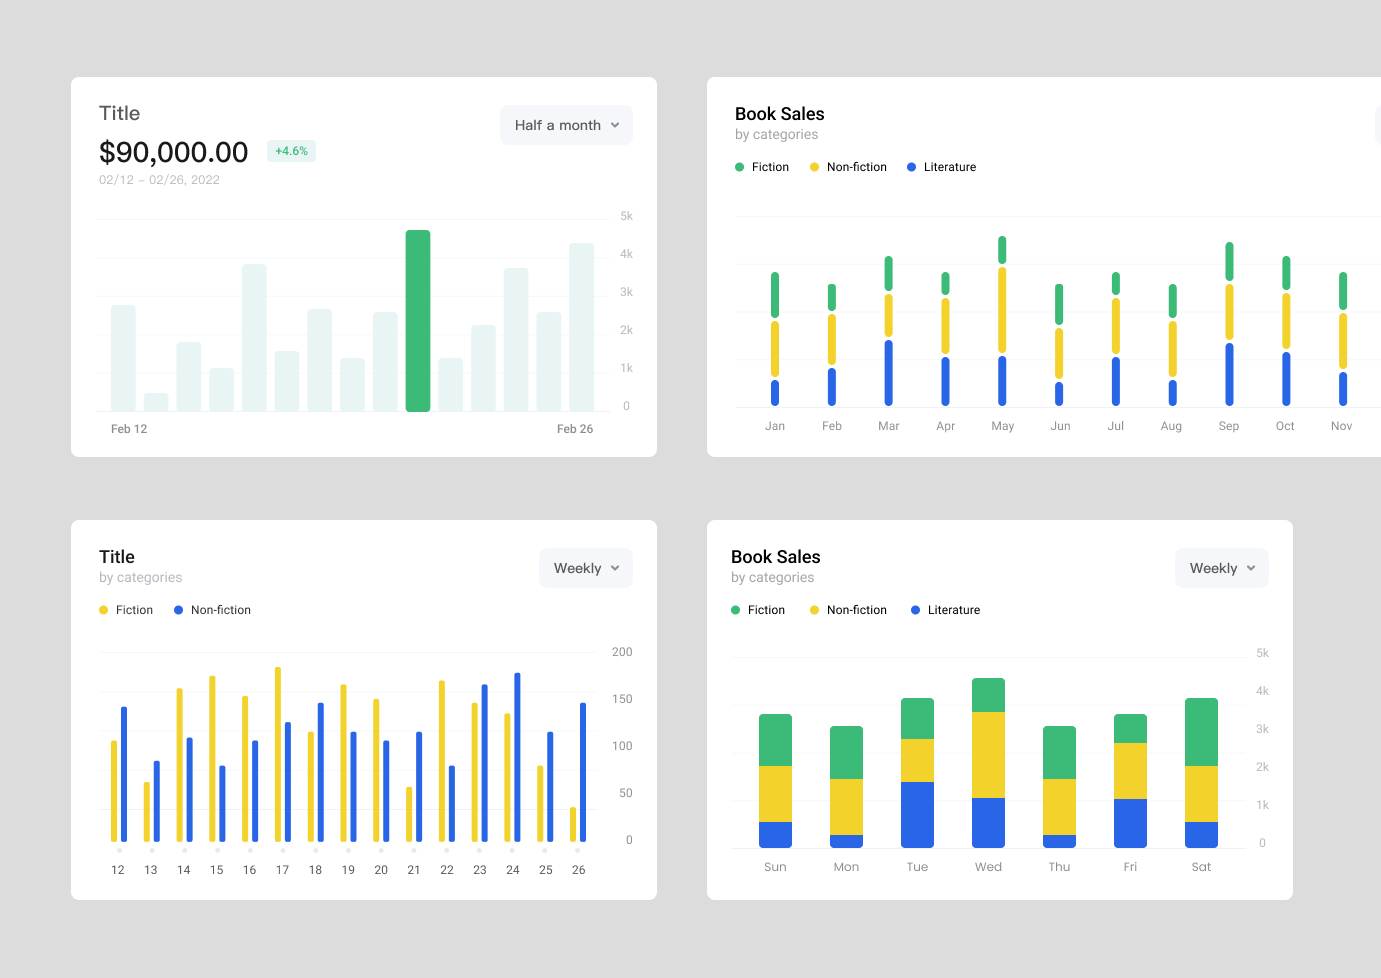 Title
$90,000.00 +4.6%
02/12 – 02/26, 2022
Half a month
5k
4k
3k
2k
1k
0
Feb 12 Feb 26
Book Sales
by categories
Fiction Non-fiction Literature
Jan Feb Mar Apr May Jun Jul Aug Sep Oct Nov
Title
by categories
Weekly
Fiction Non-fiction
200
150
100
50
0
12 13 14 15 16 17 18 19 20 21 22 23 24 25 26
Book Sales
by categories
Weekly
Fiction Non-fiction Literature
5k
4k
3k
2k
1k
0
Sun Mon Tue Wed Thu Fri Sat